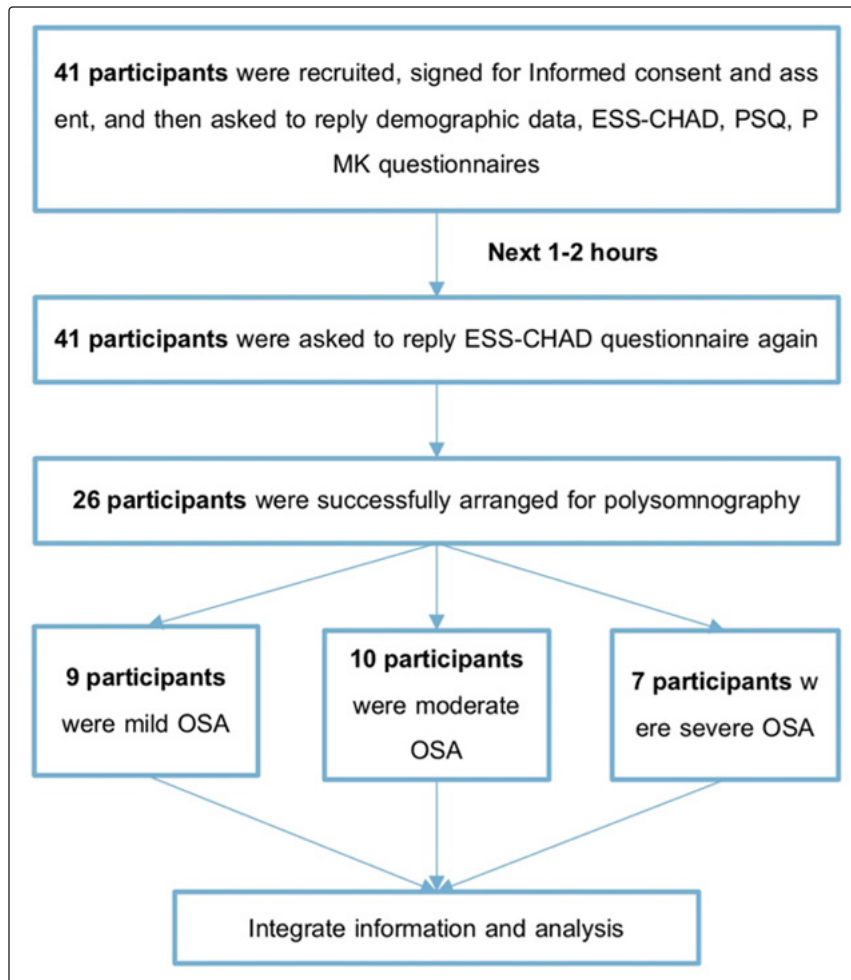 41 participants were recruited, signed for Informed consent and ass
ent, and then asked to reply demographic data, ESS-CHAD, PSQ, P
MK questionnaires
Next 1-2 hours
41 participants were asked to reply ESS-CHAD questionnaire again
26 participants were successfully arranged for polysomnography
9 participants
were mild OSA
10 participants
were moderate
OSA
7 participants w
ere severe OSA
Integrate information and analysis